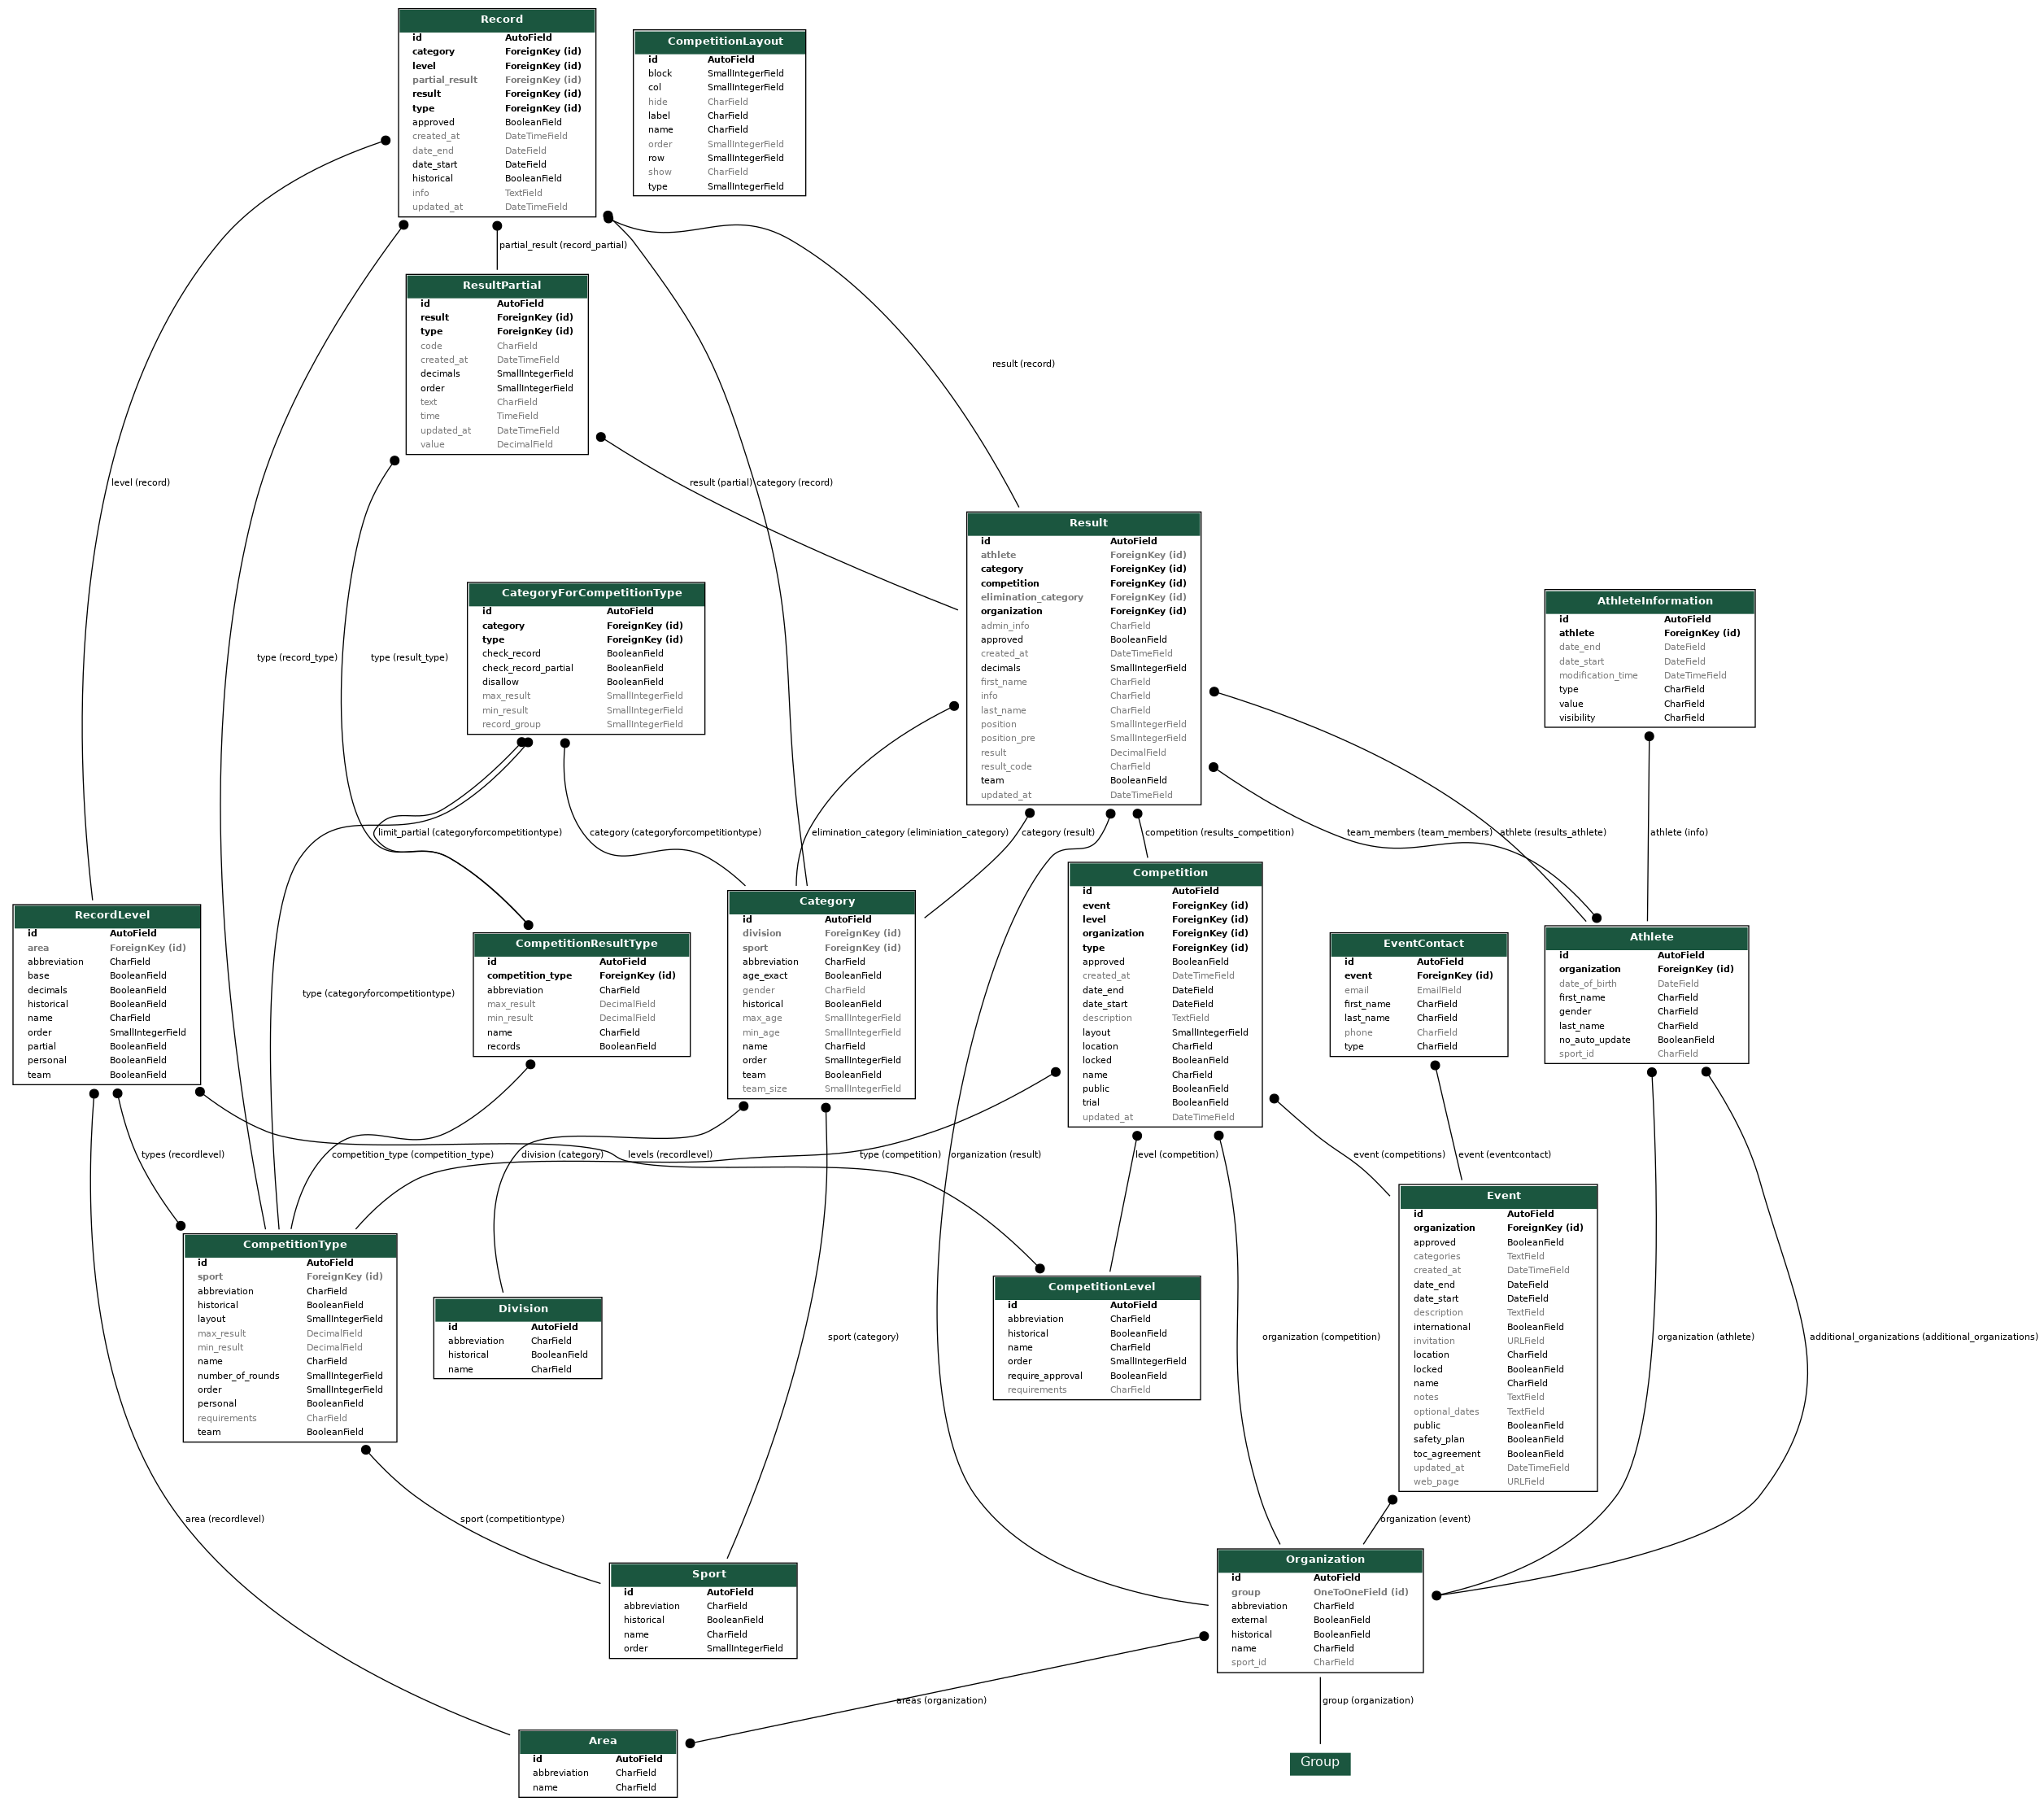 Record
id AutoField
category ForeignKey (id)
level ForeignKey (id)
partial_result ForeignKey (id)
result ForeignKey (id)
type ForeignKey (id)
approved BooleanField
created_at DateTimeField
date_end DateField
date_start DateField
historical BooleanField
info TextField
updated_at DateTimeField
CompetitionLayout
id AutoField
block SmallIntegerField
col SmallIntegerField
hide CharField
label CharField
name CharField
order SmallIntegerField
row SmallIntegerField
show CharField
type SmallIntegerField
partial_result (record_partial)
ResultPartial
id AutoField
result ForeignKey (id)
type ForeignKey (id)
code CharField
created_at DateTimeField
decimals SmallIntegerField
order SmallIntegerField
text CharField
time TimeField
updated_at DateTimeField
value DecimalField
result (record)
level (record)
result (partial)
category (record)
Result
id AutoField
athlete ForeignKey (id)
category ForeignKey (id)
competition ForeignKey (id)
elimination_category ForeignKey (id)
organization ForeignKey (id)
admin_info CharField
approved BooleanField
created_at DateTimeField
decimals SmallIntegerField
first_name CharField
info CharField
last_name CharField
position SmallIntegerField
position_pre SmallIntegerField
result DecimalField
result_code CharField
team BooleanField
updated_at DateTimeField
CategoryForCompetitionType
id AutoField
category ForeignKey (id)
type ForeignKey (id)
check_record BooleanField
check_record_partial BooleanField
disallow BooleanField
max_result SmallIntegerField
min_result SmallIntegerField
record_group SmallIntegerField
AthleteInformation
id AutoField
athlete ForeignKey (id)
date_end DateField
date_start DateField
modification_time DateTimeField
type CharField
value CharField
visibility CharField
type (record_type)
type (result_type)
limit_partial (categoryforcompetitiontype)
category (categoryforcompetitiontype)
elimination_category (eliminiation_category)
category (result)
competition (results_competition)
team_members (team_members)
athlete (results_athlete)
athlete (info)
RecordLevel
id AutoField
area ForeignKey (id)
abbreviation CharField
base BooleanField
decimals BooleanField
historical BooleanField
name CharField
order SmallIntegerField
partial BooleanField
personal BooleanField
team BooleanField
type (categoryforcompetitiontype)
CompetitionResultType
id AutoField
competition_type ForeignKey (id)
abbreviation CharField
max_result DecimalField
min_result DecimalField
name CharField
records BooleanField
Category
id AutoField
division ForeignKey (id)
sport ForeignKey (id)
abbreviation CharField
age_exact BooleanField
gender CharField
historical BooleanField
max_age SmallIntegerField
min_age SmallIntegerField
name CharField
order SmallIntegerField
team BooleanField
team_size SmallIntegerField
Competition
id AutoField
event ForeignKey (id)
level ForeignKey (id)
organization ForeignKey (id)
type ForeignKey (id)
approved BooleanField
created_at DateTimeField
date_end DateField
date_start DateField
description TextField
layout SmallIntegerField
location CharField
locked BooleanField
name CharField
public BooleanField
trial BooleanField
updated_at DateTimeField
EventContact
id AutoField
event ForeignKey (id)
email EmailField
first_name CharField
last_name CharField
phone CharField
type CharField
Athlete
id AutoField
organization ForeignKey (id)
date_of_birth DateField
first_name CharField
gender CharField
last_name CharField
no_auto_update BooleanField
sport_id CharField
types (recordlevel)
competition_type (competition_type)
division (category)
levels (recordlevel)
type (competition)
organization (result)
level (competition)
event (competitions)
event (eventcontact)
CompetitionType
id AutoField
sport ForeignKey (id)
abbreviation CharField
historical BooleanField
layout SmallIntegerField
max_result DecimalField
min_result DecimalField
name CharField
number_of_rounds SmallIntegerField
order SmallIntegerField
personal BooleanField
requirements CharField
team BooleanField
Division
id AutoField
abbreviation CharField
historical BooleanField
name CharField
sport (category)
CompetitionLevel
id AutoField
abbreviation CharField
historical BooleanField
name CharField
order SmallIntegerField
require_approval BooleanField
requirements CharField
organization (competition)
Event
id AutoField
organization ForeignKey (id)
approved BooleanField
categories TextField
created_at DateTimeField
date_end DateField
date_start DateField
description TextField
international BooleanField
invitation URLField
location CharField
locked BooleanField
name CharField
notes TextField
optional_dates TextField
public BooleanField
safety_plan BooleanField
toc_agreement BooleanField
updated_at DateTimeField
web_page URLField
organization (athlete)
additional_organizations (additional_organizations)
area (recordlevel)
sport (competitiontype)
organization (event)
Sport
id AutoField
abbreviation CharField
historical BooleanField
name CharField
order SmallIntegerField
Organization
id AutoField
group OneToOneField (id)
abbreviation CharField
external BooleanField
historical BooleanField
name CharField
sport_id CharField
areas (organization)
group (organization)
Area
id AutoField
abbreviation CharField
name CharField
Group